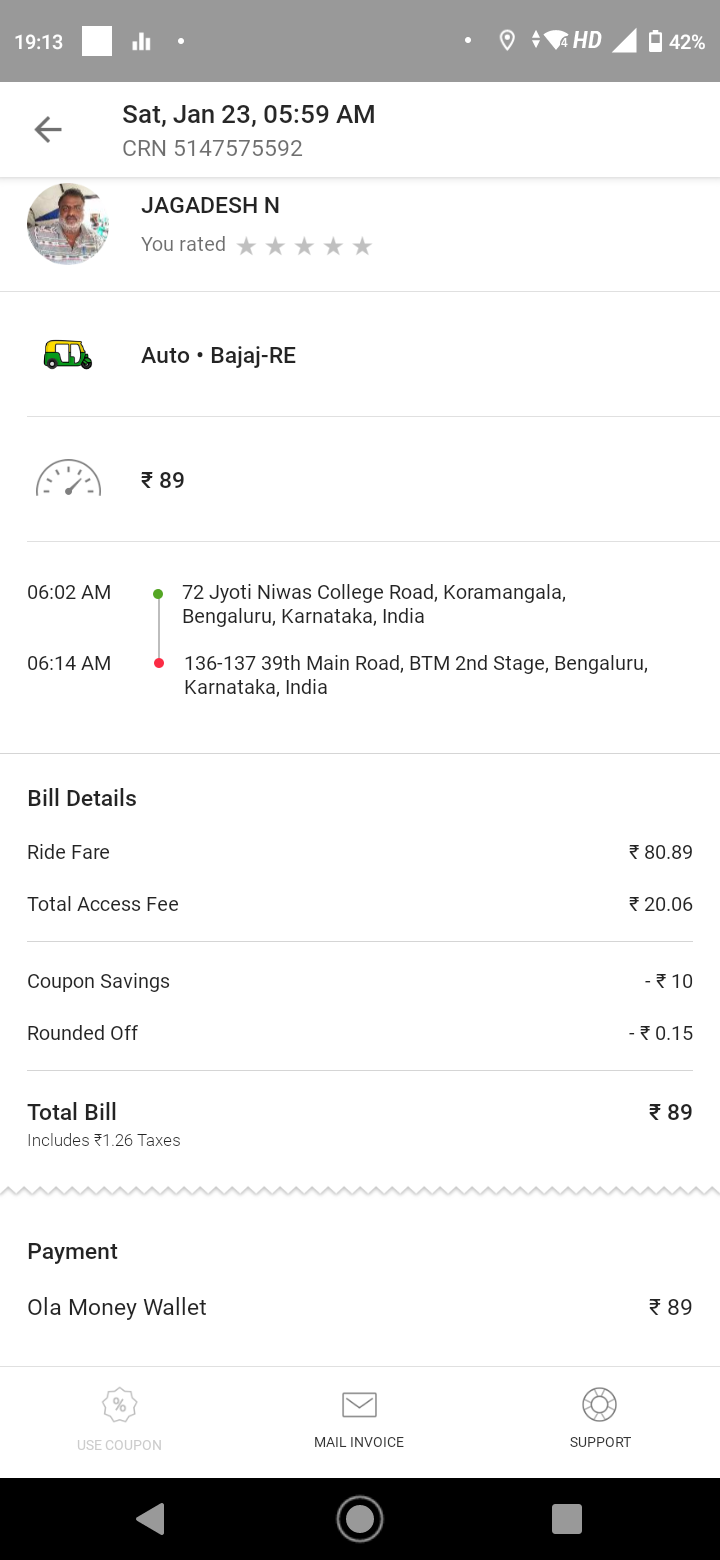 19:13
4 HD 42%
Sat, Jan 23, 05:59 AM
CRN 5147575592
JAGADESH N
You rated ★ ★ ★ ★ ★
Auto • Bajaj-RE
₹ 89
06:02 AM 72 Jyoti Niwas College Road, Koramangala,
Bengaluru, Karnataka, India
06:14 AM 136-137 39th Main Road, BTM 2nd Stage, Bengaluru,
Karnataka, India
Bill Details
Ride Fare ₹ 80.89
Total Access Fee ₹ 20.06
Coupon Savings - ₹ 10
Rounded Off - ₹ 0.15
Total Bill ₹ 89
Includes ₹1.26 Taxes
Payment
Ola Money Wallet ₹ 89
%
USE COUPON MAIL INVOICE SUPPORT